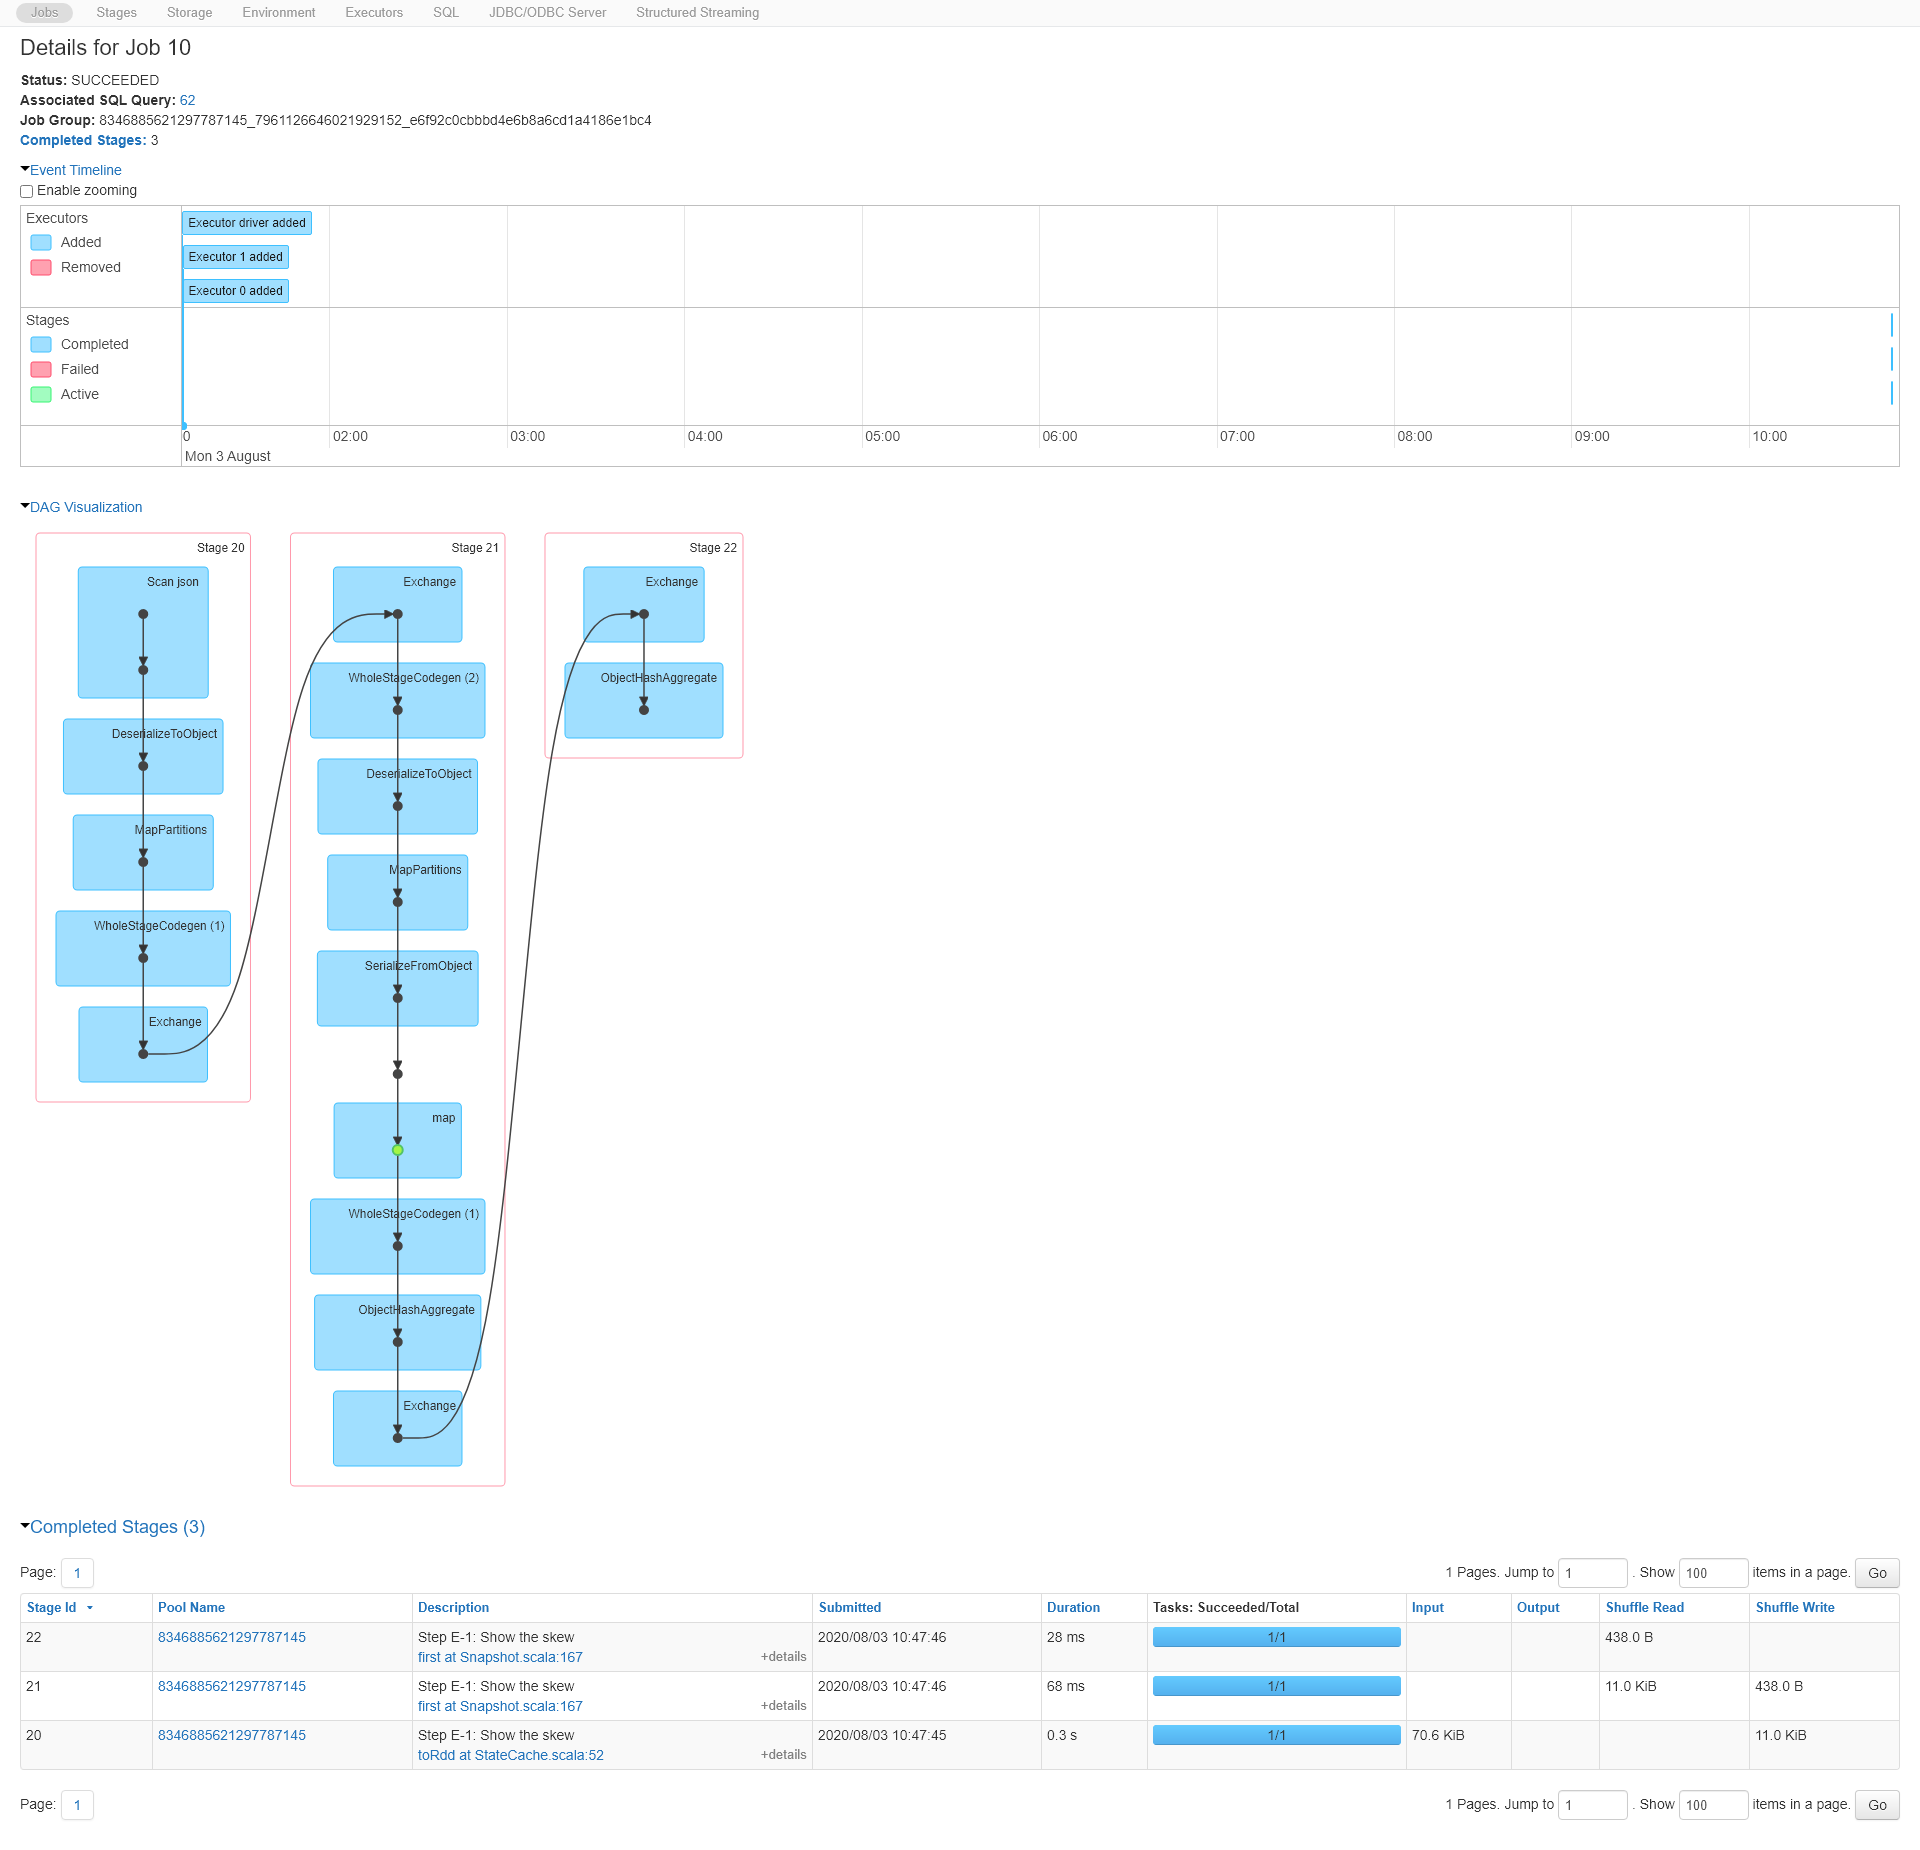 Jobs Stages Storage Environment Executors SQL JDBC/ODBC Server Structured Streaming
Details for Job 10
Status: SUCCEEDED
Associated SQL Query: 62
Job Group: 8346885621297787145_7961126646021929152_e6f92c0cbbbd4e6b8a6cd1a4186e1bc4
Completed Stages: 3
Event Timeline
Enable zooming
Executors
Added
Removed
Executor driver added
Executor 1 added
Executor 0 added
Stages
Completed
Failed
Active
0 02:00 03:00 04:00 05:00 06:00 07:00 08:00 09:00 10:00
Mon 3 August
DAG Visualization
Stage 20
Scan json
DeserializeToObject
MapPartitions
WholeStageCodegen (1)
Exchange
Stage 21
Exchange
WholeStageCodegen (2)
DeserializeToObject
MapPartitions
SerializeFromObject
map
WholeStageCodegen (1)
ObjectHashAggregate
Exchange
Stage 22
Exchange
ObjectHashAggregate
Completed Stages (3)
Page: 1 1 Pages. Jump to 1 . Show 100 items in a page. Go
Stage Id Pool Name Description Submitted Duration Tasks: Succeeded/Total Input Output Shuffle Read Shuffle Write
22 8346885621297787145 Step E-1: Show the skew 2020/08/03 10:47:46 28 ms 1/1 438.0 B
first at Snapshot.scala:167 +details
21 8346885621297787145 Step E-1: Show the skew 2020/08/03 10:47:46 68 ms 1/1 11.0 KiB 438.0 B
first at Snapshot.scala:167 +details
20 8346885621297787145 Step E-1: Show the skew 2020/08/03 10:47:45 0.3 s 1/1 70.6 KiB 11.0 KiB
toRdd at StateCache.scala:52 +details
Page: 1 1 Pages. Jump to 1 . Show 100 items in a page. Go